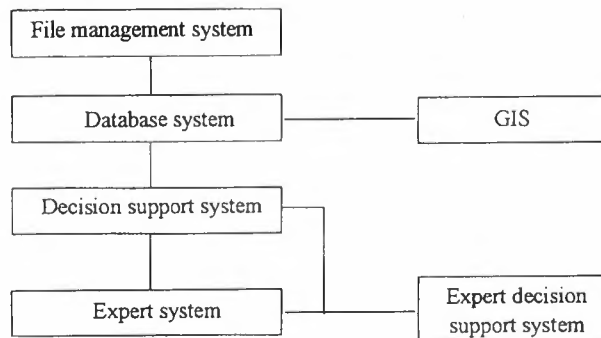 File management system
Database system
GIS
Decision support system
Expert system
Expert decision
support system